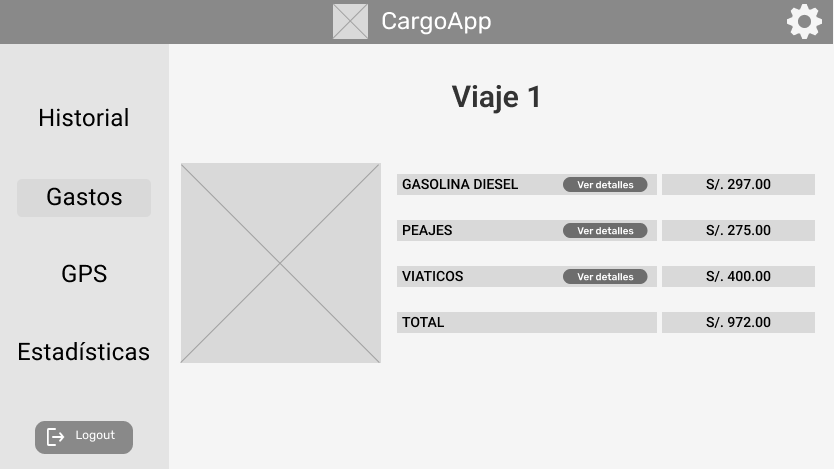 CargoApp
Historial
Gastos
GPS
Estadísticas
Logout
Viaje 1
GASOLINA DIESEL Ver detalles S/. 297.00
PEAJES Ver detalles S/. 275.00
VIATICOS Ver detalles S/. 400.00
TOTAL S/. 972.00